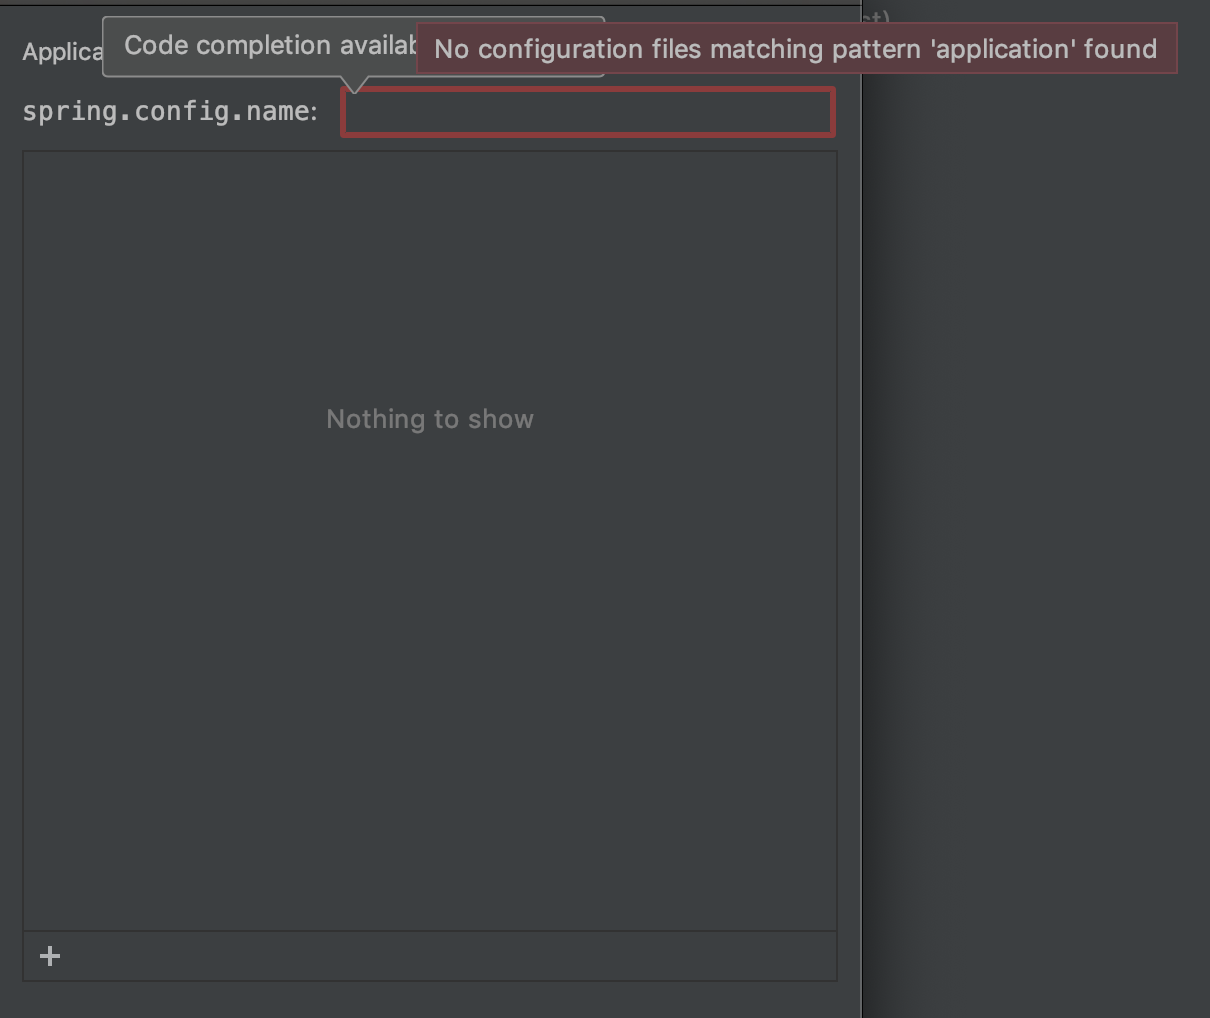 Code completion availab
No configuration files matching pattern 'application' found
Applica
spring.config.name:
Nothing to show